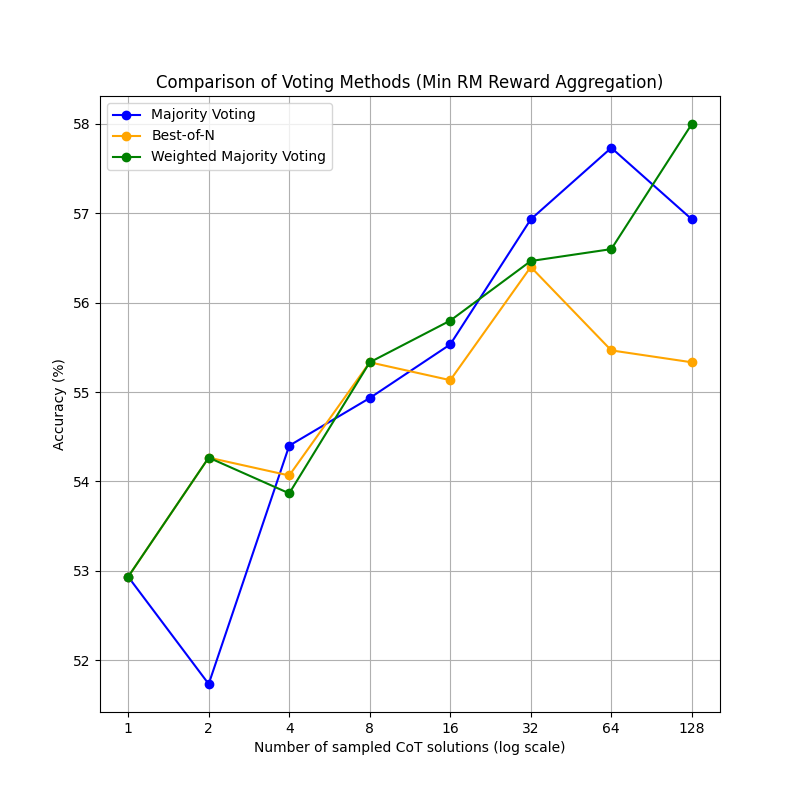 Comparison of Voting Methods (Min RM Reward Aggregation)
Majority Voting
Best-of-N
Weighted Majority Voting
58
57
56
55
54
53
52
Accuracy (%)
1 2 4 8 16 32 64 128
Number of sampled CoT solutions (log scale)